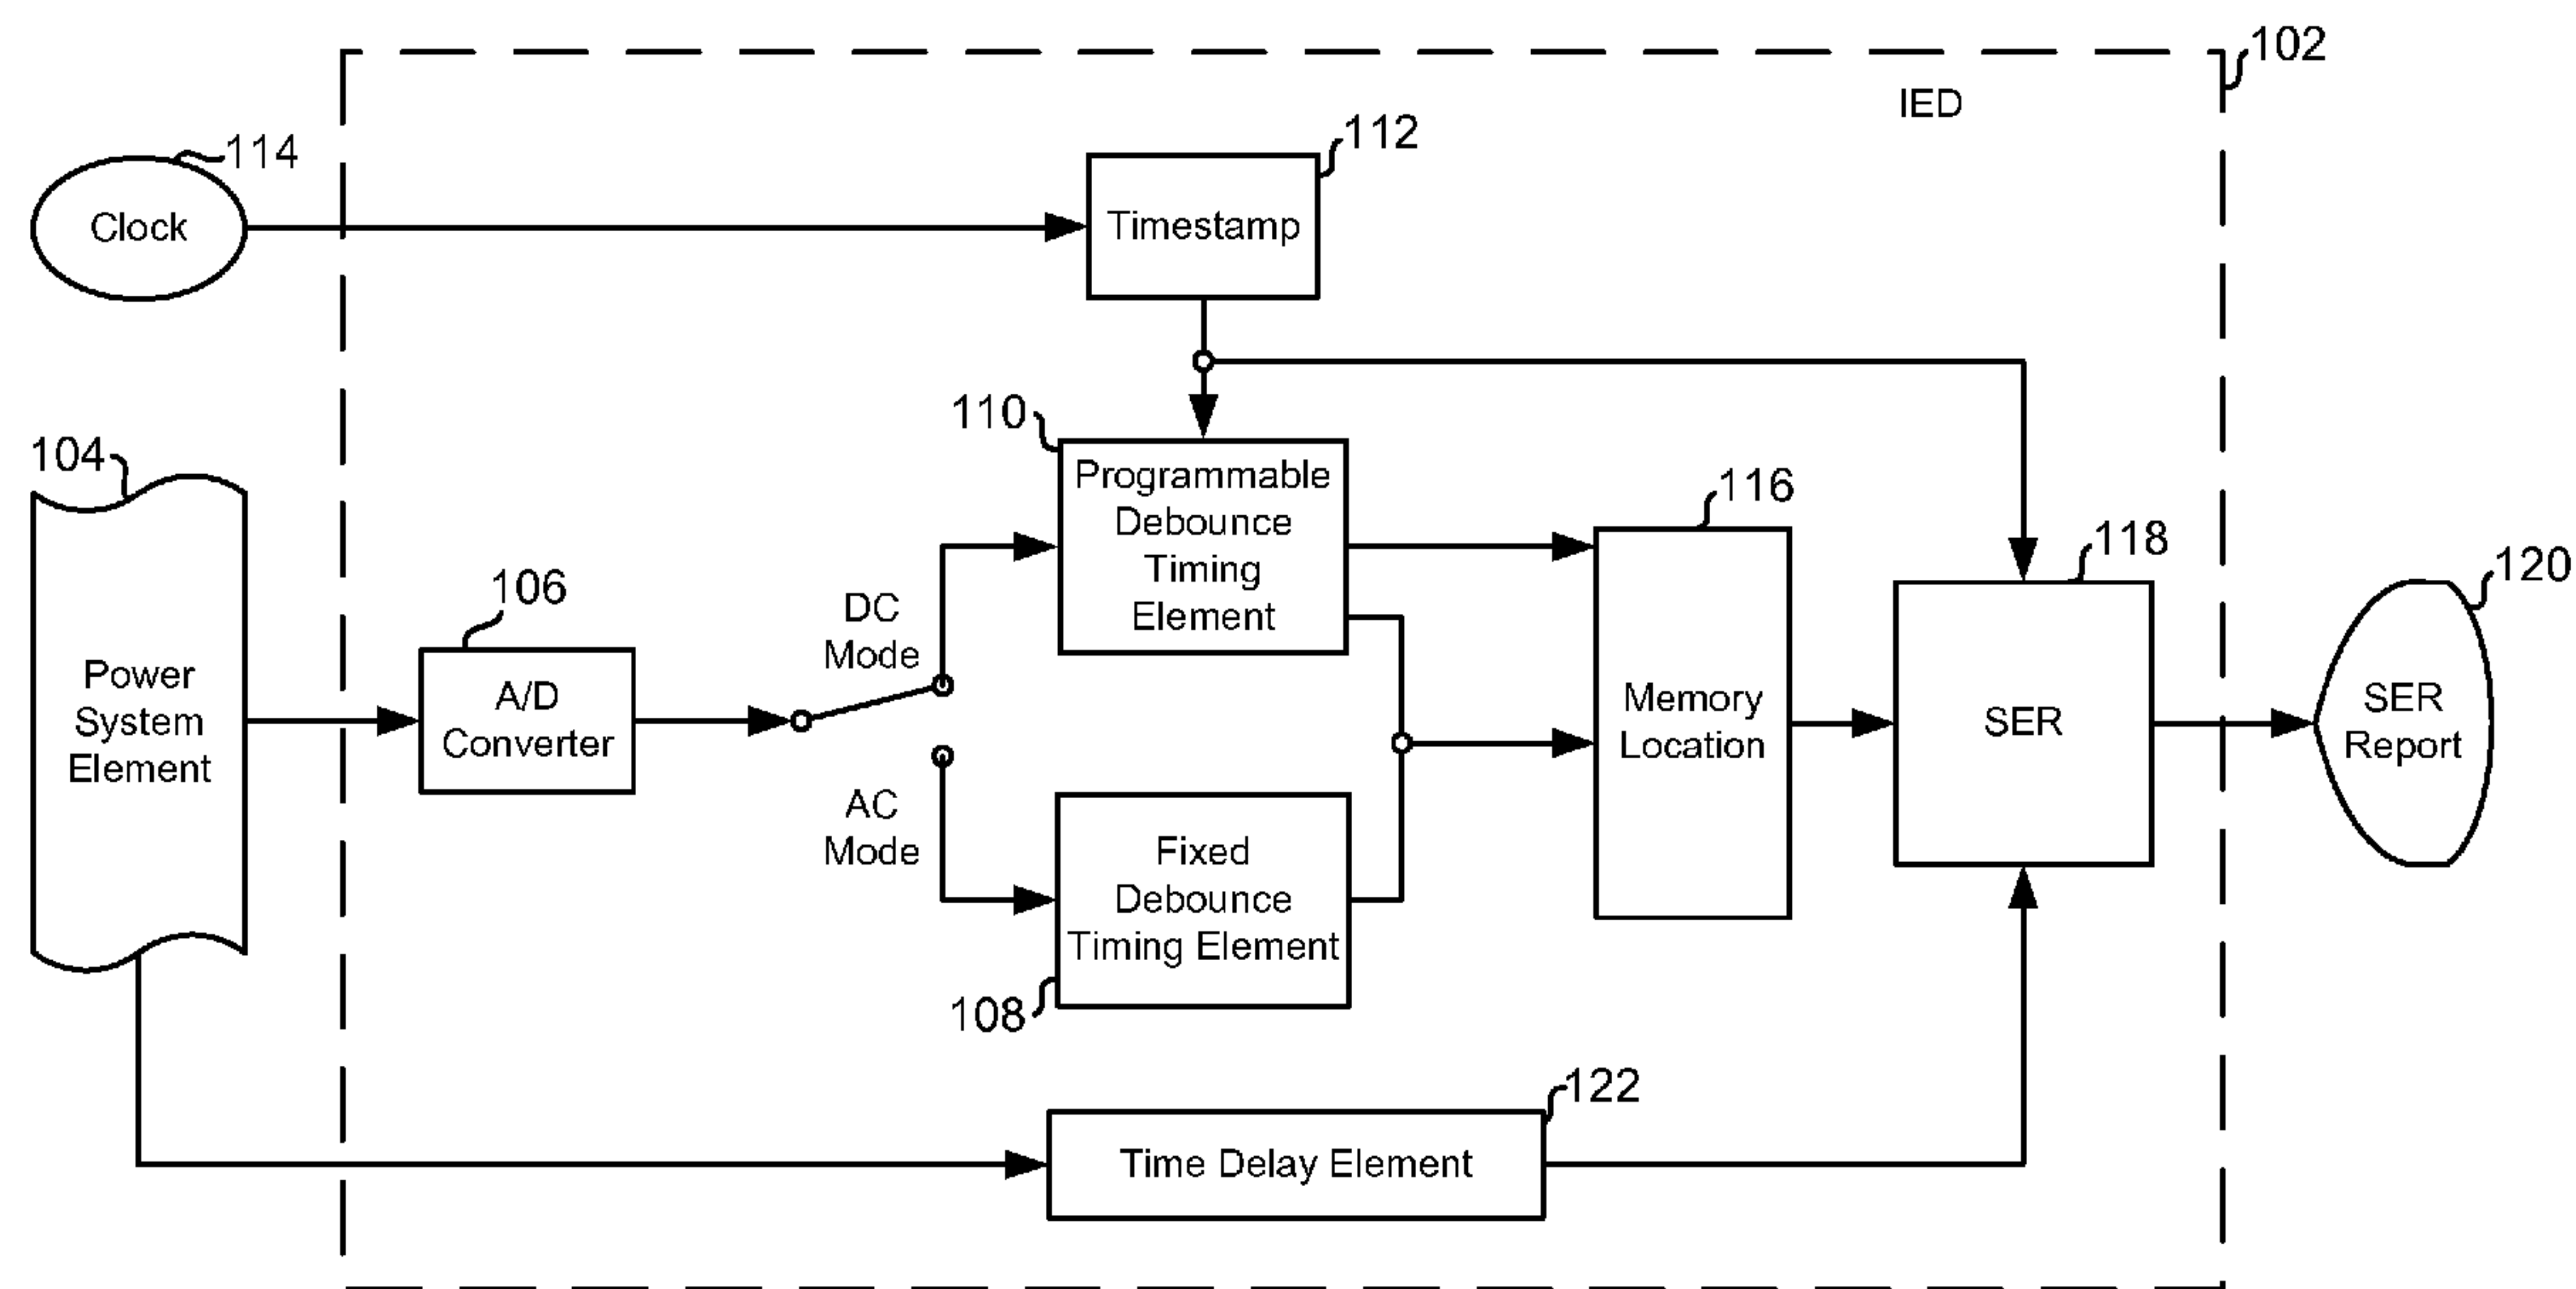 102
IED
112
114
Clock
Timestamp
110
104
Programmable
Debounce
Timing
Element
116
118
120
106
DC
Mode
Power
System
Element
A/D
Converter
Memory
Location
SER
SER
Report
AC
Mode
Fixed
Debounce
Timing Element
108
122
Time Delay Element